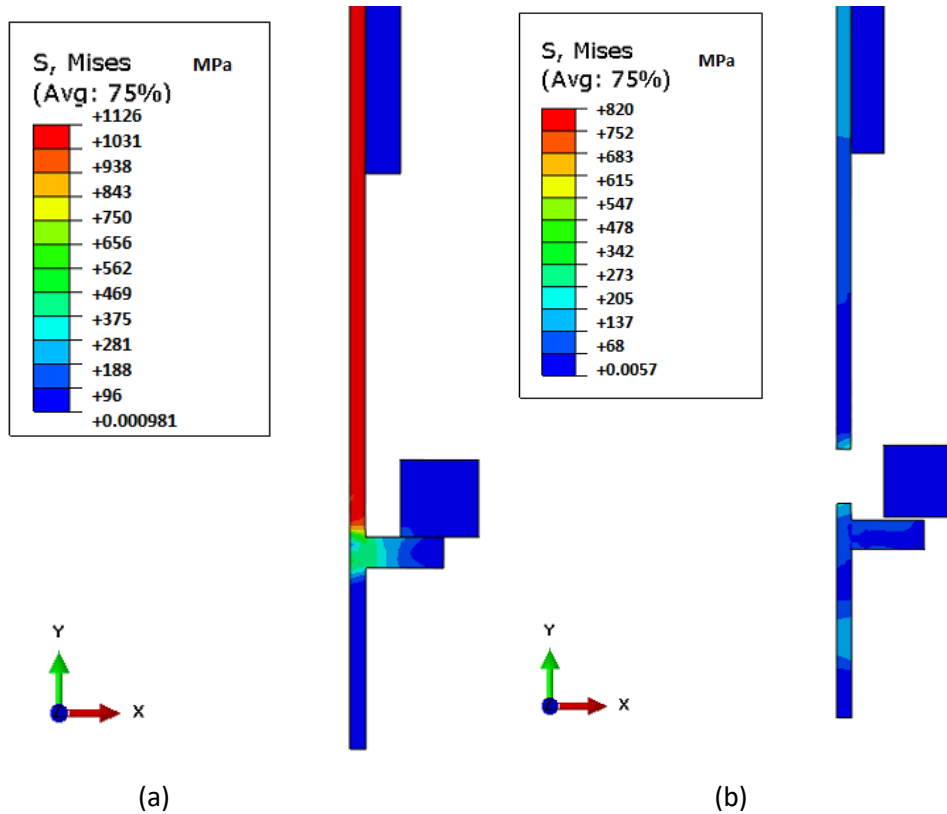 S, Mises MPa
(Avg: 75%)
+1126
+1031
+938
+843
+750
+656
+562
+469
+375
+281
+188
+96
+0.000981
Y
X
Z
(a)
S, Mises MPa
(Avg: 75%)
+820
+752
+683
+615
+547
+478
+342
+273
+205
+137
+68
+0.0057
Y
X
Z
(b)